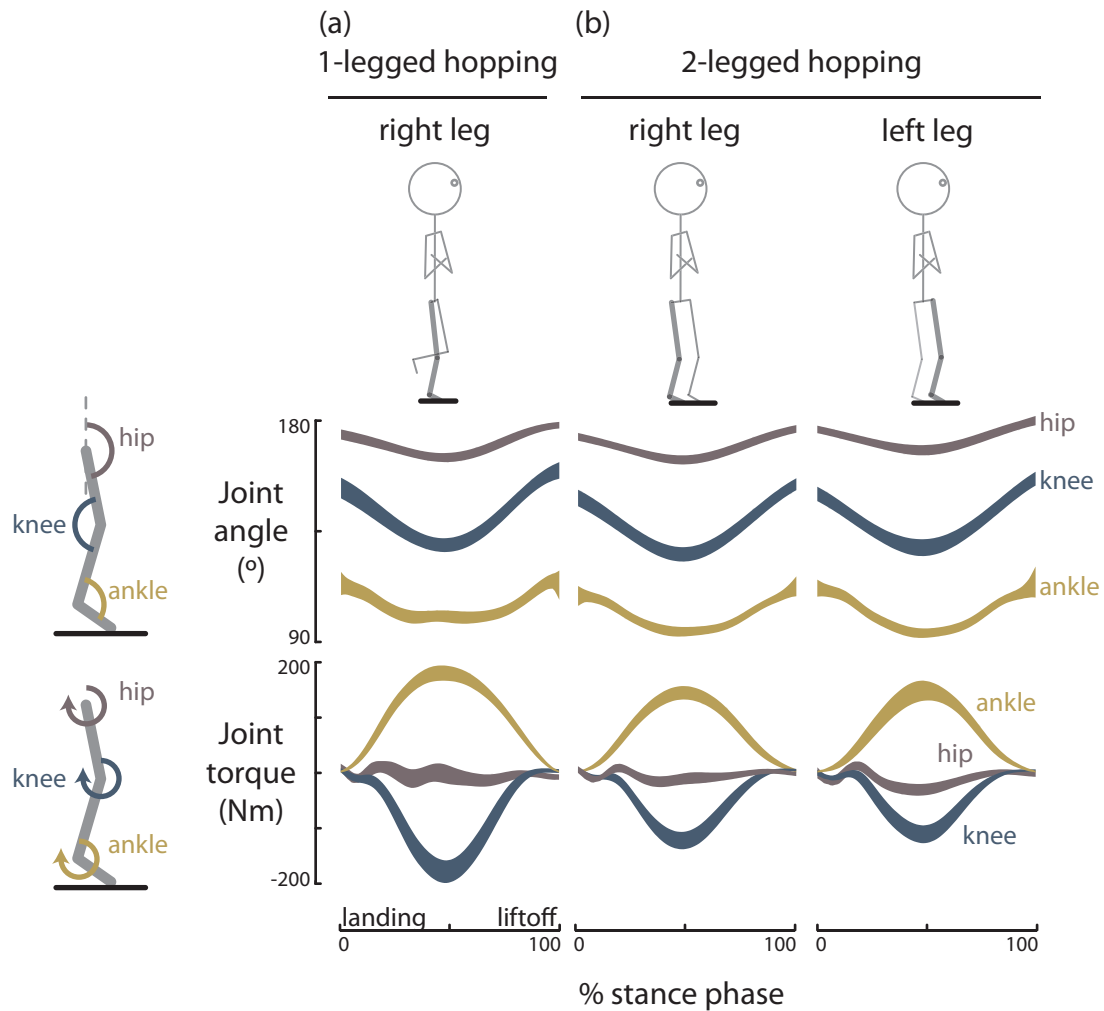 (a)
(b)
1-legged hopping
2-legged hopping
right leg
right leg
left leg
hip
knee
ankle
Joint
angle
(º)
180
90
hip
knee
ankle
hip
knee
ankle
Joint
torque
(Nm)
200
-200
ankle
hip
knee
landing
liftoff
0
100
0
100
0
100
% stance phase